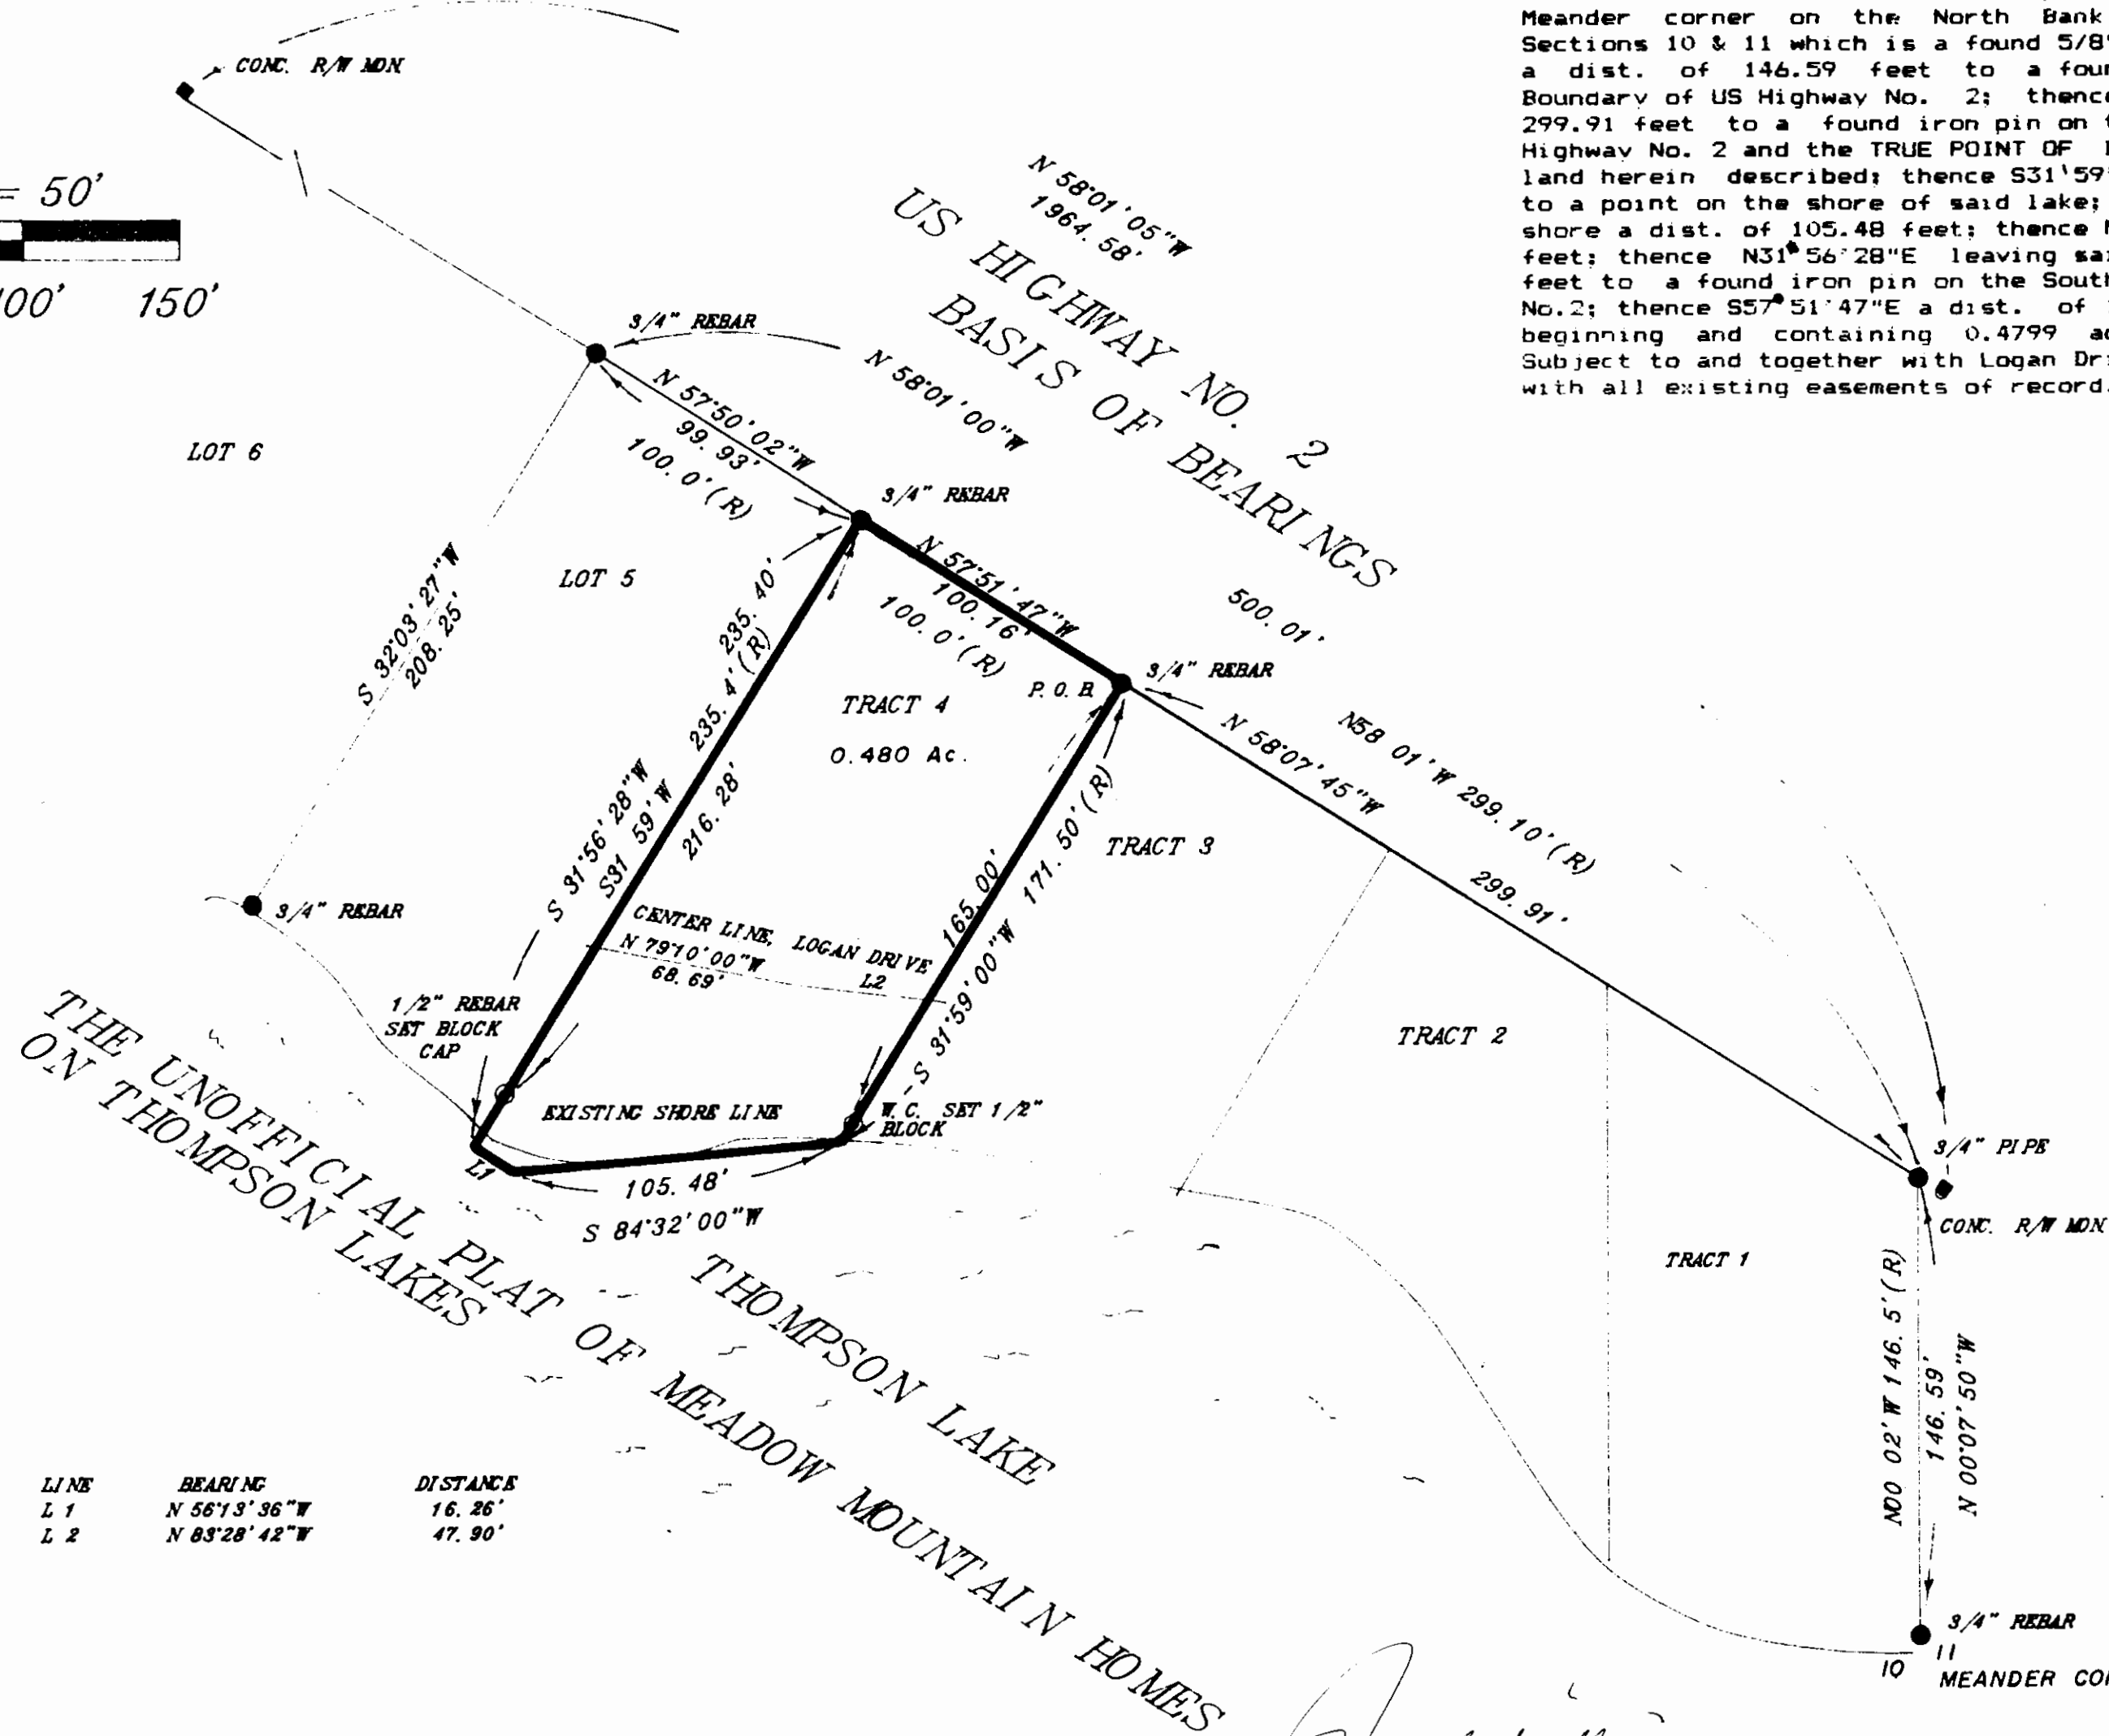 Meander corner on the North Bank
Sections 10 & 11 which is a found 5/8"
a dist. of 146.59 feet to a foun
Boundary of US Highway No. 2; thence
299.91 feet to a found iron pin on t
Highway No. 2 and the TRUE POINT OF
land herein described; thence S31'59
to a point on the shore of said lake;
shore a dist. of 105.48 feet; thence
feet; thence N31°56'28"E leaving sai
feet to a found iron pin on the South
No.2; thence S57°51'47"E a dist. of
beginning and containing 0.4799 ac
Subject to and together with Logan Dri
with all existing easements of record.
CONC. R/W MON.
= 50'
00' 150'
N 58°01'05"W
1964.58'
US HIGHWAY NO. 2
BASIS OF BEARINGS
3/4" REBAR
N 58°01'00"W
500.01'
N 57°50'02"W
99.93'
100.0'(R)
LOT 6
3/4" REBAR
LOT 5
S 32°03'27"W
208.25'
N 57°51'47"W
100.16'
100.0'(R)
235.40'
235.4'(R)
3/4" REBAR
P.O.B.
TRACT 4
0.480 Ac.
N58 01'W 299.10'(R)
N 58°07'45"W
299.91'
S 31°56'28"W
S31 59'W
216.28'
165.00'
S 31°59'00"W 171.50'(R)
TRACT 3
3/4" REBAR
CENTER LINE, LOGAN DRIVE
N 79°10'00"W
68.69'
L2
1/2" REBAR
SET BLOCK
CAP
TRACT 2
EXISTING SHORE LINE
W.C. SET 1/2"
BLOCK
L1
105.48'
S 84°32'00"W
3/4" PIPE
CONC. R/W MON.
TRACT 1
N00 02'W 146.5'(R)
146.59'
N 00°07'50"W
THE UNOFFICIAL PLAT OF MEADOW MOUNTAIN HOMES
ON THOMPSON LAKES
THOMPSON LAKE
LINE BEARING DISTANCE
L 1 N 56°13'36"W 16.26'
L 2 N 83°28'42"W 47.90'
3/4" REBAR
10 11
MEANDER